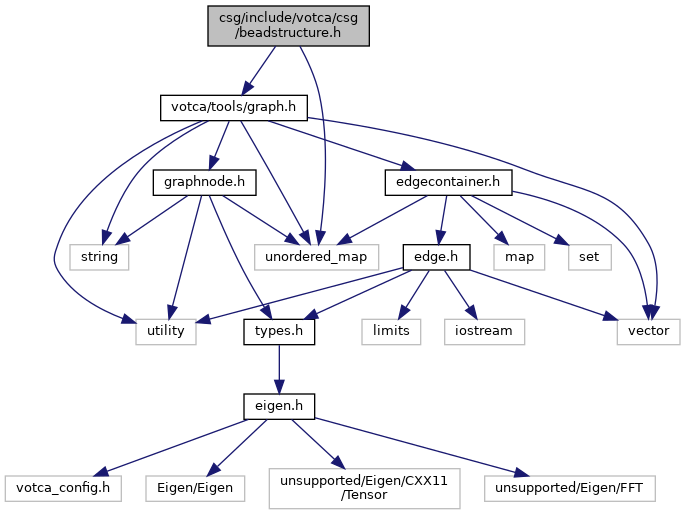 csg/include/votca/csg
/beadstructure.h
votca/tools/graph.h
graphnode.h
edgecontainer.h
string
unordered_map
edge.h
map
set
utility
types.h
limits
iostream
vector
eigen.h
votca_config.h
Eigen/Eigen
unsupported/Eigen/CXX11
/Tensor
unsupported/Eigen/FFT